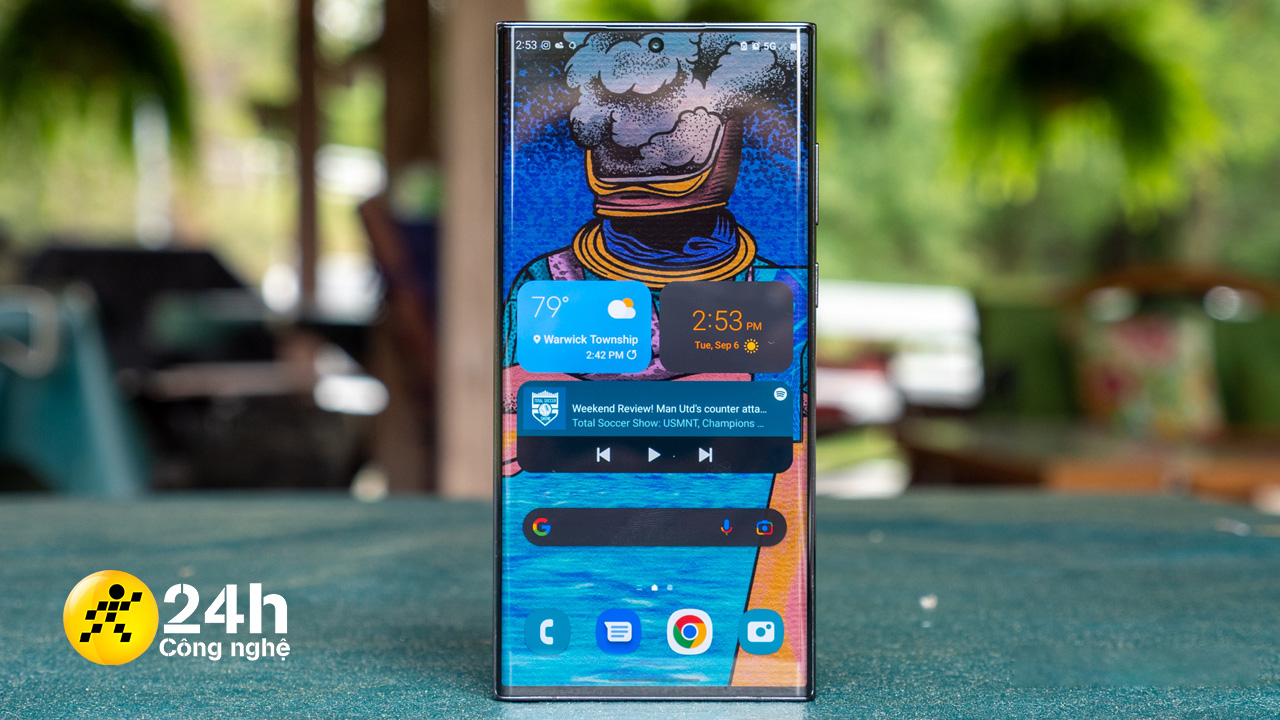 2:53
5G
79°
Warwick Township
2:42 PM
2:53 PM
Tue, Sep 6
TOTAL SOCCER
Weekend Review! Man Utd's counter atta...
Total Soccer Show: USMNT, Champions ...
24h
Công nghệ